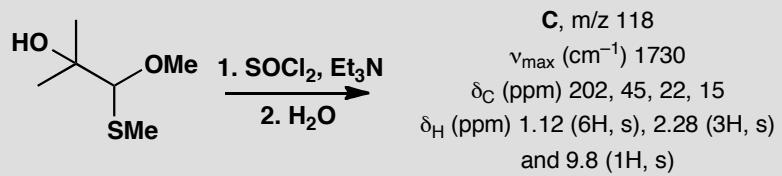 HO
OMe
SMe
1. SOCl₂, Et₃N
2. H₂O
C, m/z 118
νmax (cm⁻¹) 1730
δC (ppm) 202, 45, 22, 15
δH (ppm) 1.12 (6H, s), 2.28 (3H, s)
and 9.8 (1H, s)